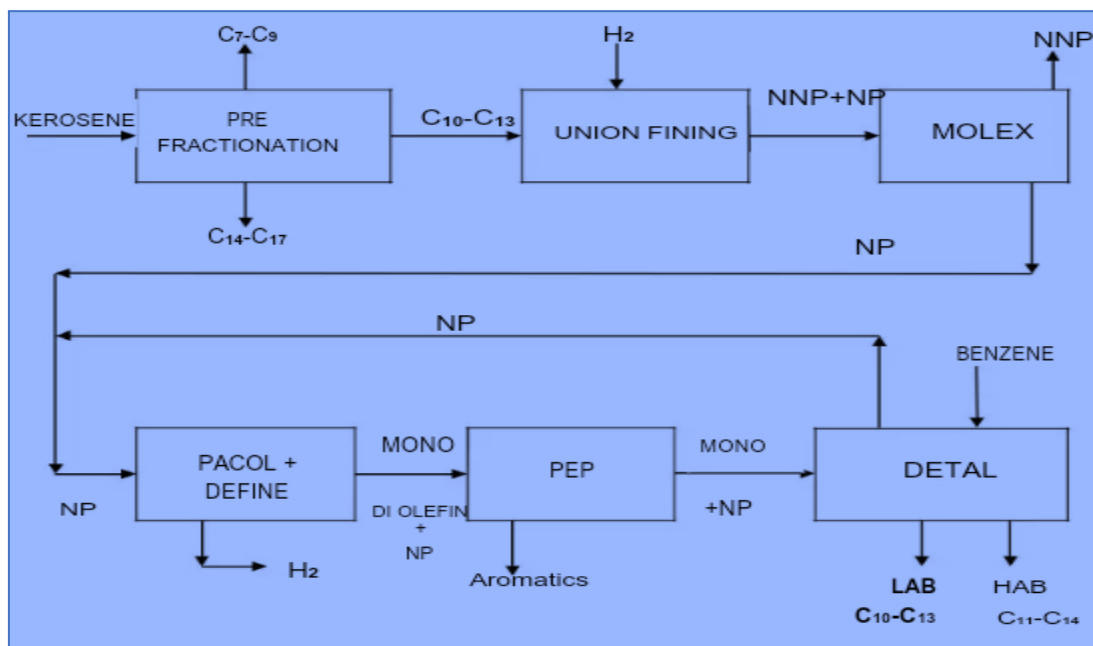 C₇-C₉
H₂
NNP
KEROSENE
PRE
FRACTIONATION
C₁₀-C₁₃
UNION FINING
NNP+NP
MOLEX
C₁₄-C₁₇
NP
NP
BENZENE
NP
PACOL +
DEFINE
MONO
DI OLEFIN
+
NP
PEP
MONO
+NP
DETAL
H₂
Aromatics
LAB
C₁₀-C₁₃
HAB
C₁₁-C₁₄